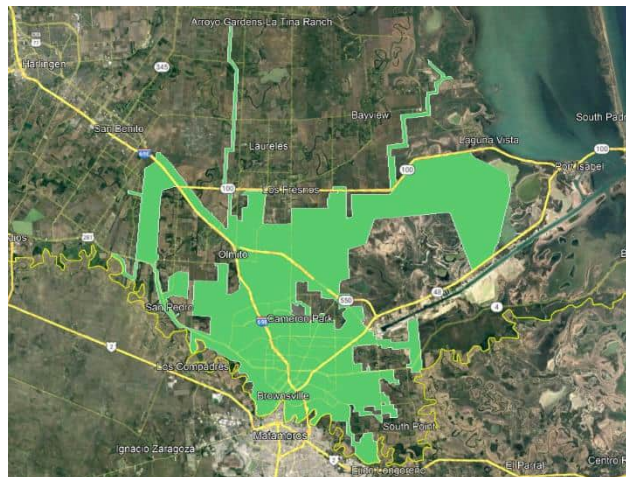 Arroyo Gardens-La Tina Ranch
Harlingen
345
Bayview
San Benito
South Padr
Laguna Vista
100
Laureles
100
Port Isabel
100
Los Fresnos
281
Olmito
San Pedro
550
48
4
Cameron Park
2
Los Compadres
Brownsville
South Point
Matamoros
Ignacio Zaragoza
El Parral
Centro R